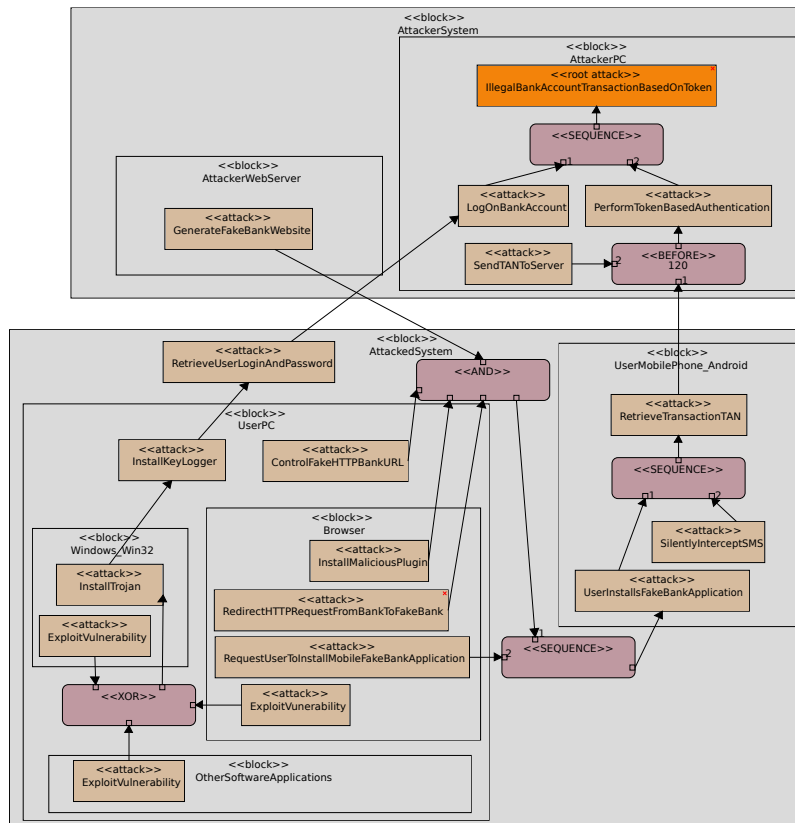 <<block>>
AttackerSystem
<<block>>
AttackerPC
<<root attack>>
IllegalBankAccountTransactionBasedOnToken
<<SEQUENCE>>
1
2
<<block>>
AttackerWebServer
<<attack>>
GenerateFakeBankWebsite
<<attack>>
LogOnBankAccount
<<attack>>
PerformTokenBasedAuthentication
<<attack>>
SendTANToServer
<<BEFORE>>
120
2
1
<<block>>
AttackedSystem
<<attack>>
RetrieveUserLoginAndPassword
<<AND>>
<<block>>
UserMobilePhone_Android
<<attack>>
RetrieveTransactionTAN
<<block>>
UserPC
<<attack>>
InstallKeyLogger
<<attack>>
ControlFakeHTTPBankURL
<<SEQUENCE>>
1
2
<<attack>>
SilentlyInterceptSMS
<<attack>>
UserInstallsFakeBankApplication
<<block>>
Windows_Win32
<<attack>>
InstallTrojan
<<attack>>
ExploitVulnerability
<<block>>
Browser
<<attack>>
InstallMaliciousPlugin
<<attack>>
RedirectHTTPRequestFromBankToFakeBank
<<attack>>
RequestUserToInstallMobileFakeBankApplication
<<attack>>
ExploitVunerability
1
2
<<SEQUENCE>>
<<XOR>>
<<block>>
OtherSoftwareApplications
<<attack>>
ExploitVulnerability